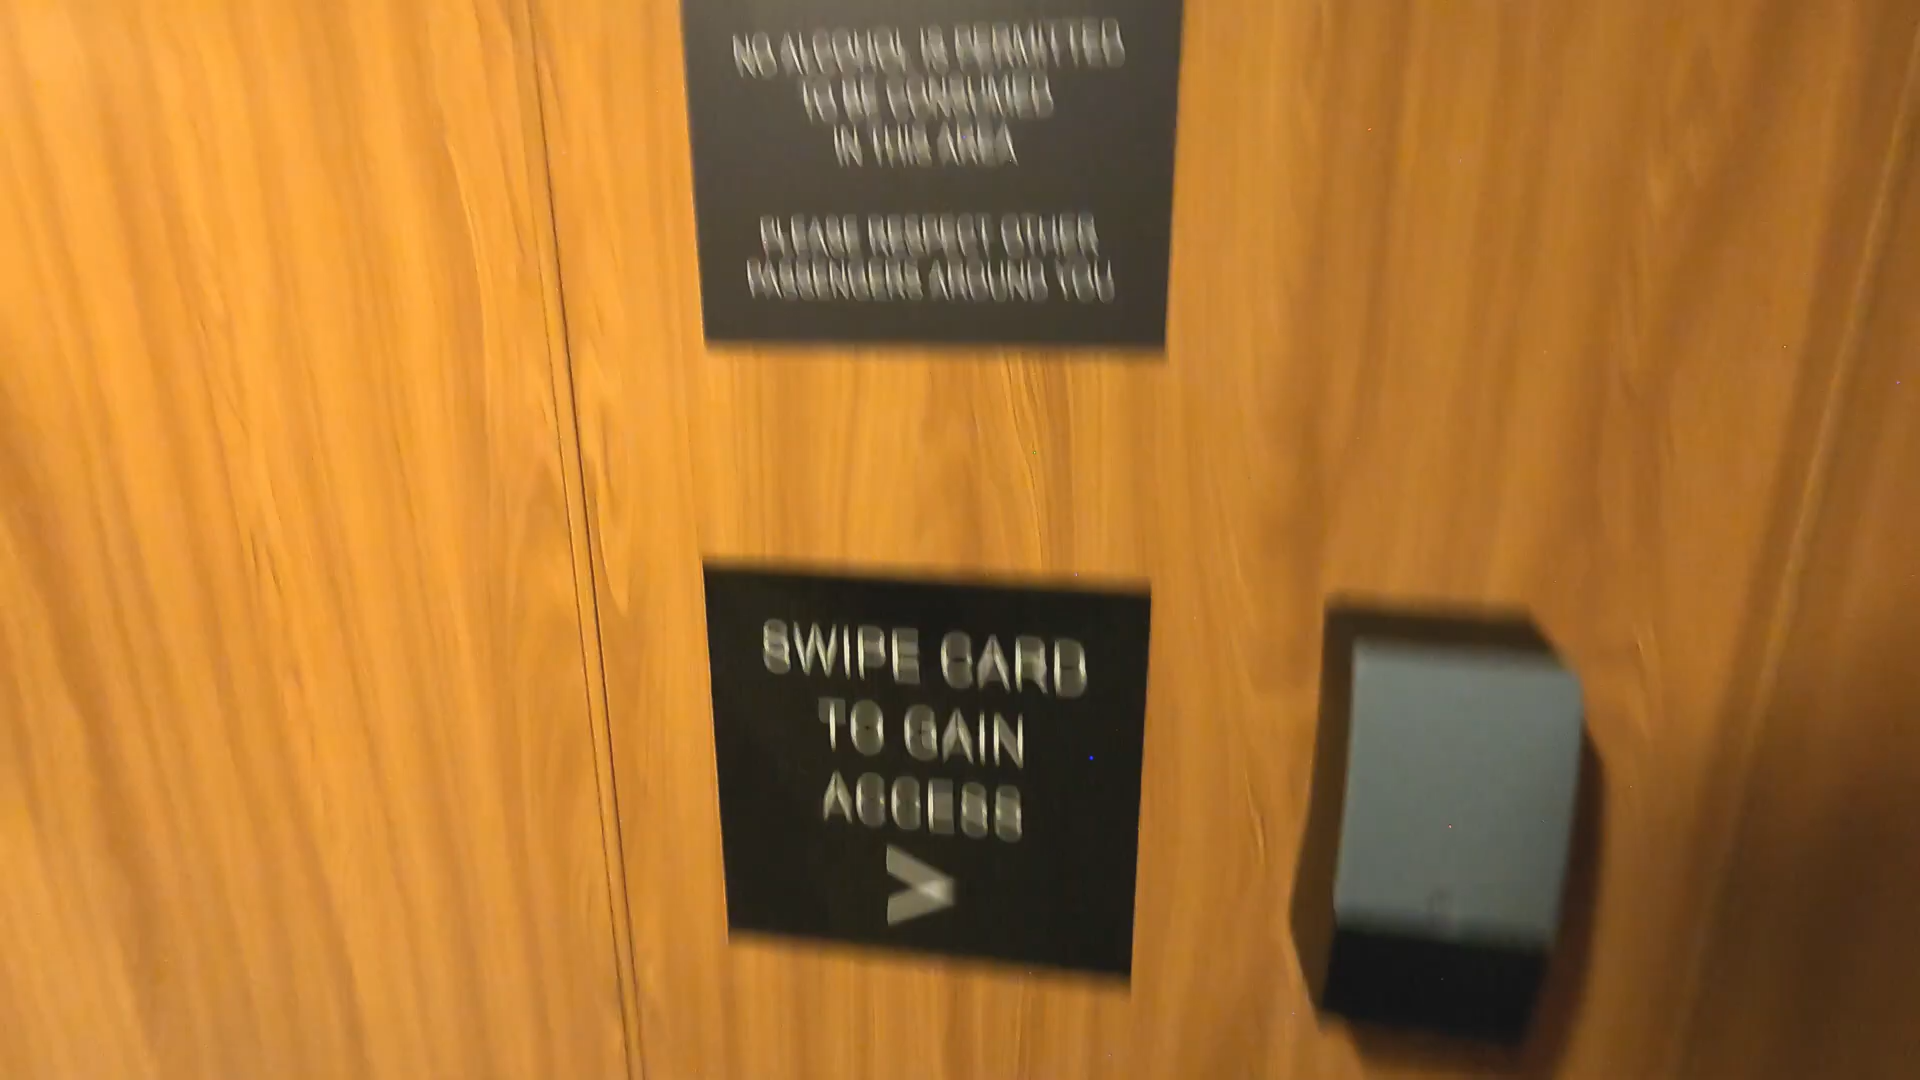 NO ALCOHOL IS PERMITTED
TO BE CONSUMED
IN THIS AREA
PLEASE RESPECT OTHER
PASSENGERS AROUND YOU
SWIPE CARD
TO GAIN
ACCESS
>